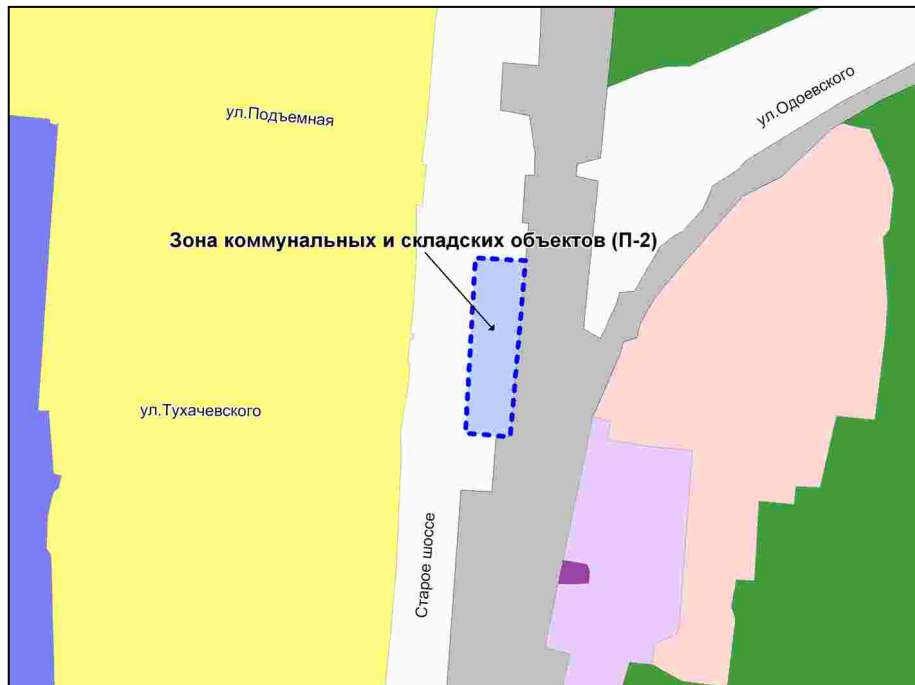 ул.Подъемная
ул.Одоевского
Зона коммунальных и складских объектов (П-2)
ул.Тухачевского
Старое шоссе